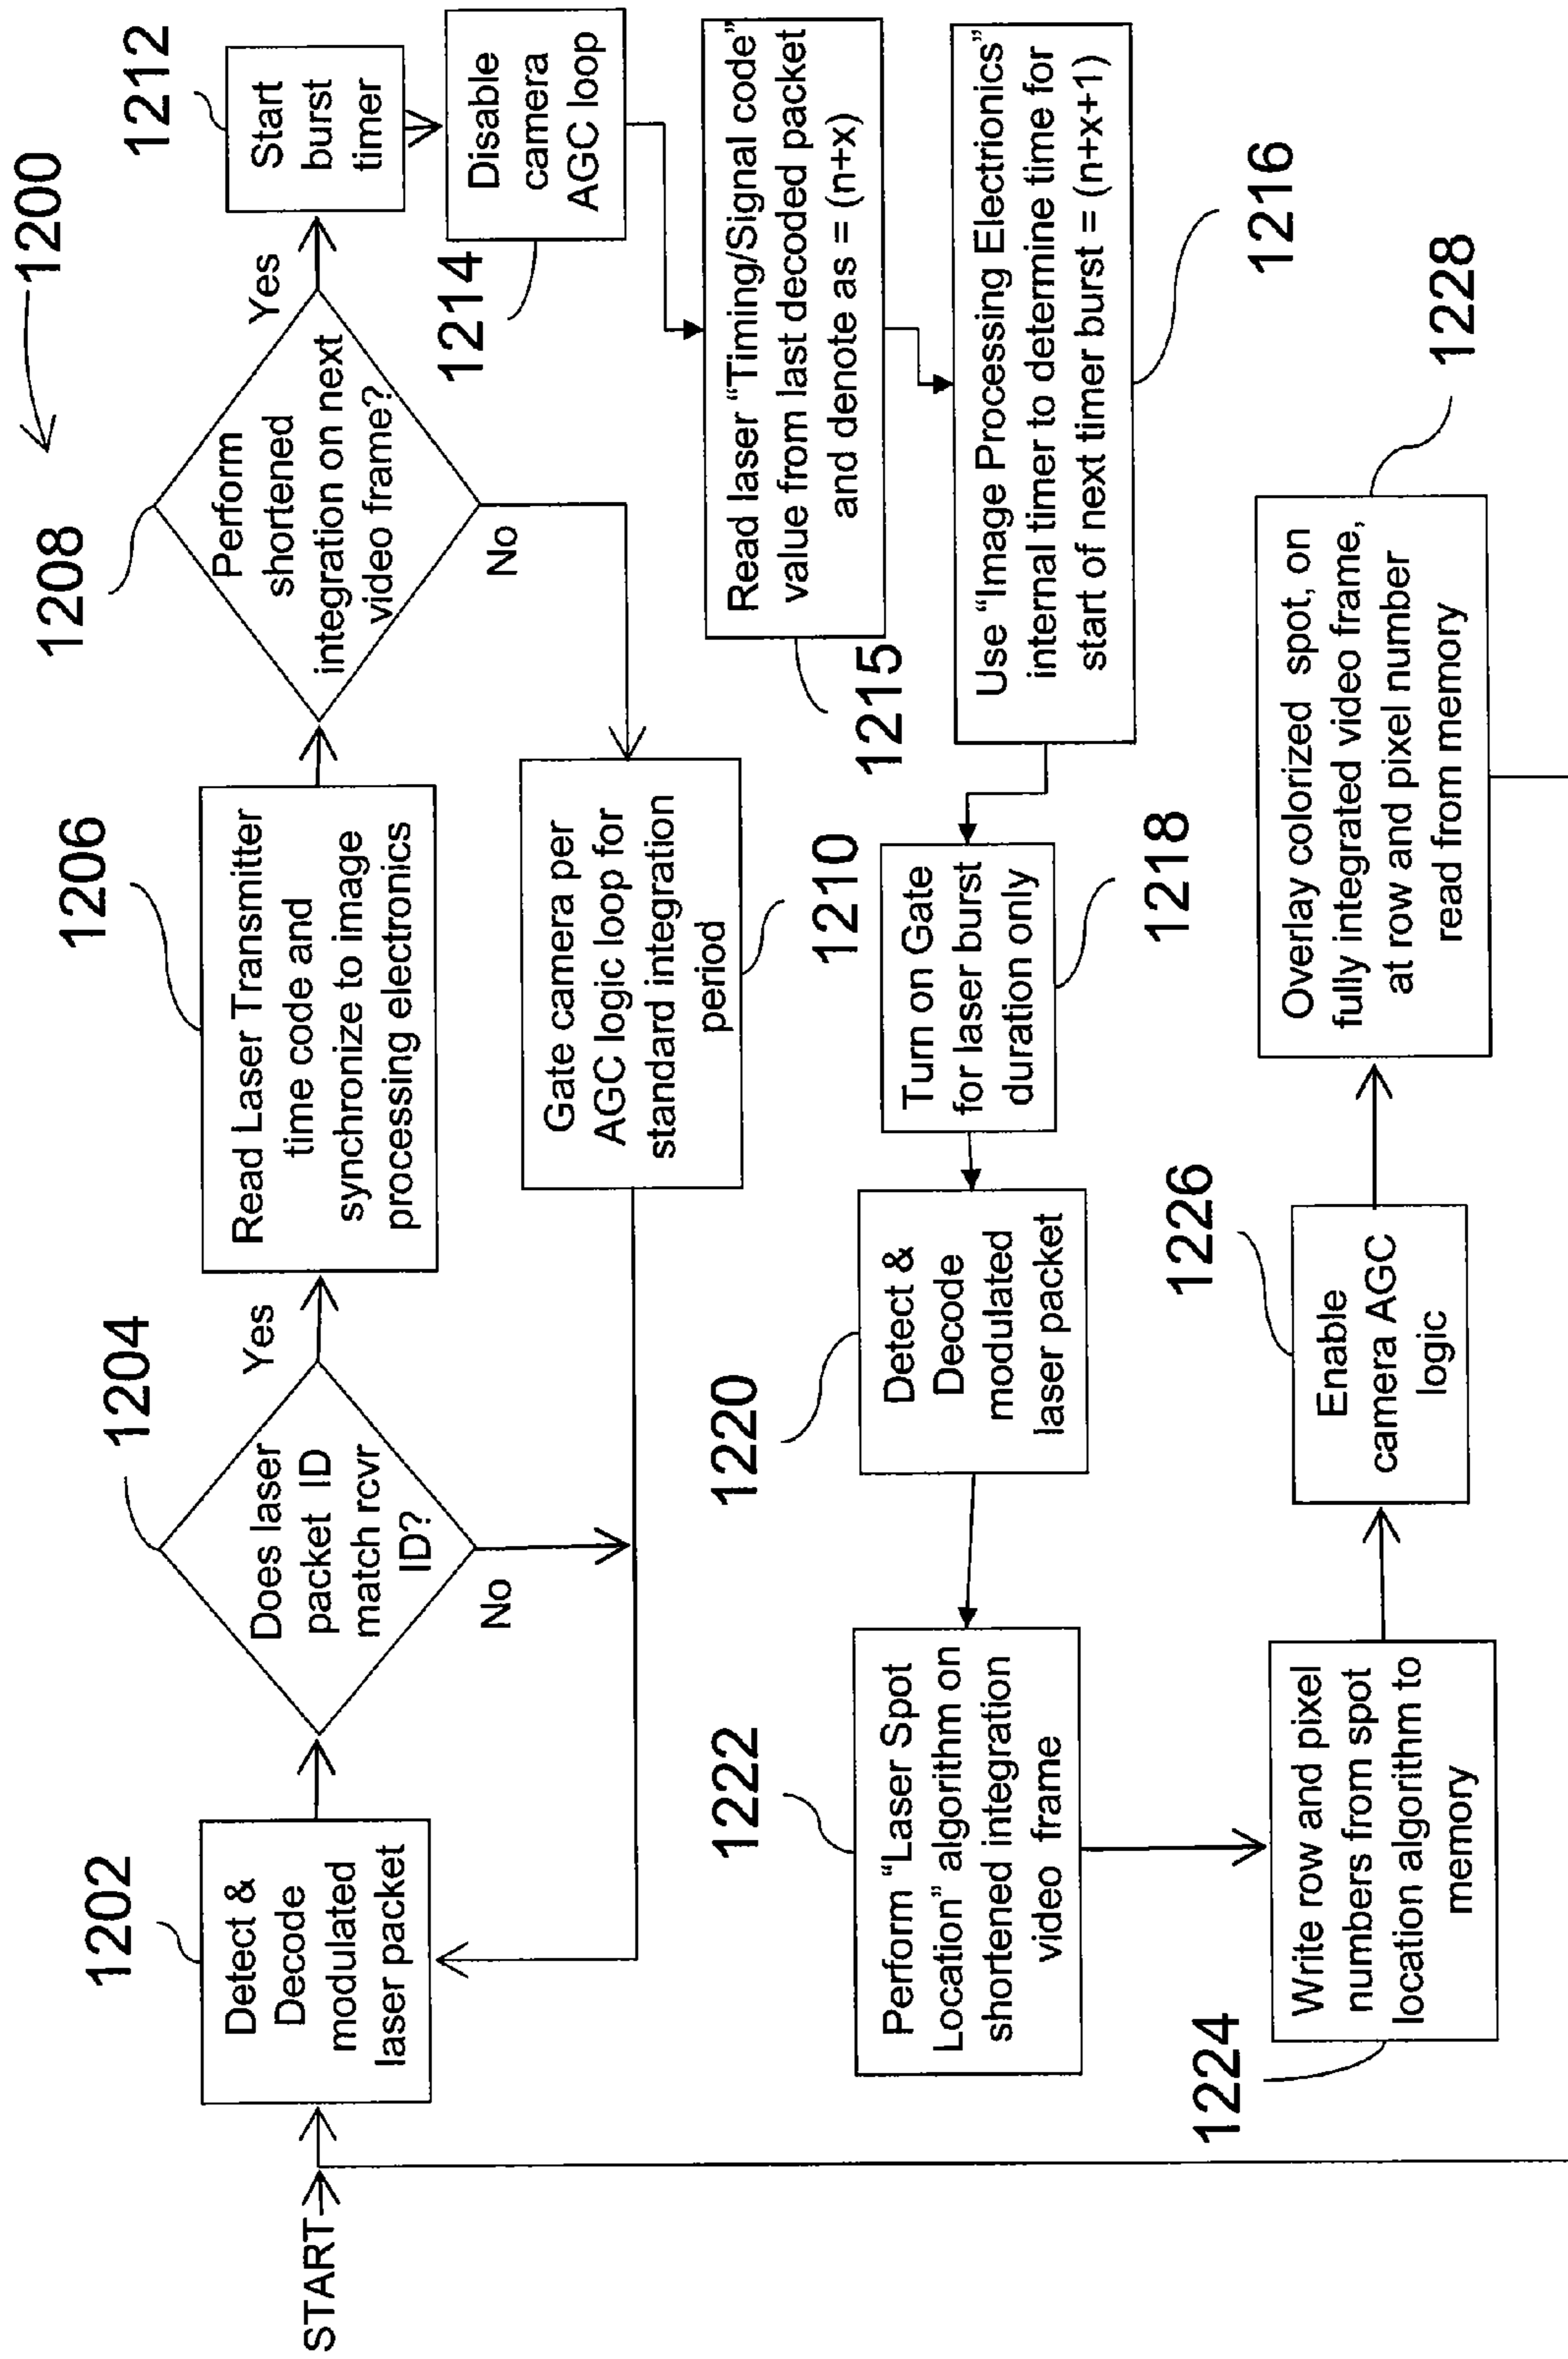 1200
START
1202
Detect &
Decode
modulated
laser packet
1204
Does laser
packet ID
match rcvr
ID?
Yes
No
1206
Read Laser Transmitter
time code and
synchronize to image
processing electronics
1208
Perform
shortened
integration on next
video frame?
Yes
No
1212
Start
burst
timer
1214
Disable
camera
AGC loop
Gate camera per
AGC logic loop for
standard integration
period
1210
Read laser “Timing/Signal code”
value from last decoded packet
and denote as = (n+x)
1215
Use “Image Processing Electrionics”
internal timer to determine time for
start of next timer burst = (n+x+1)
1216
Turn on Gate
for laser burst
duration only
1218
1220
Detect &
Decode
modulated
laser packet
1222
Perform “Laser Spot
Location” algorithm on
shortened integration
video frame
1224
Write row and pixel
numbers from spot
location algorithm to
memory
1226
Enable
camera AGC
logic
1228
Overlay colorized spot, on
fully integrated video frame,
at row and pixel number
read from memory